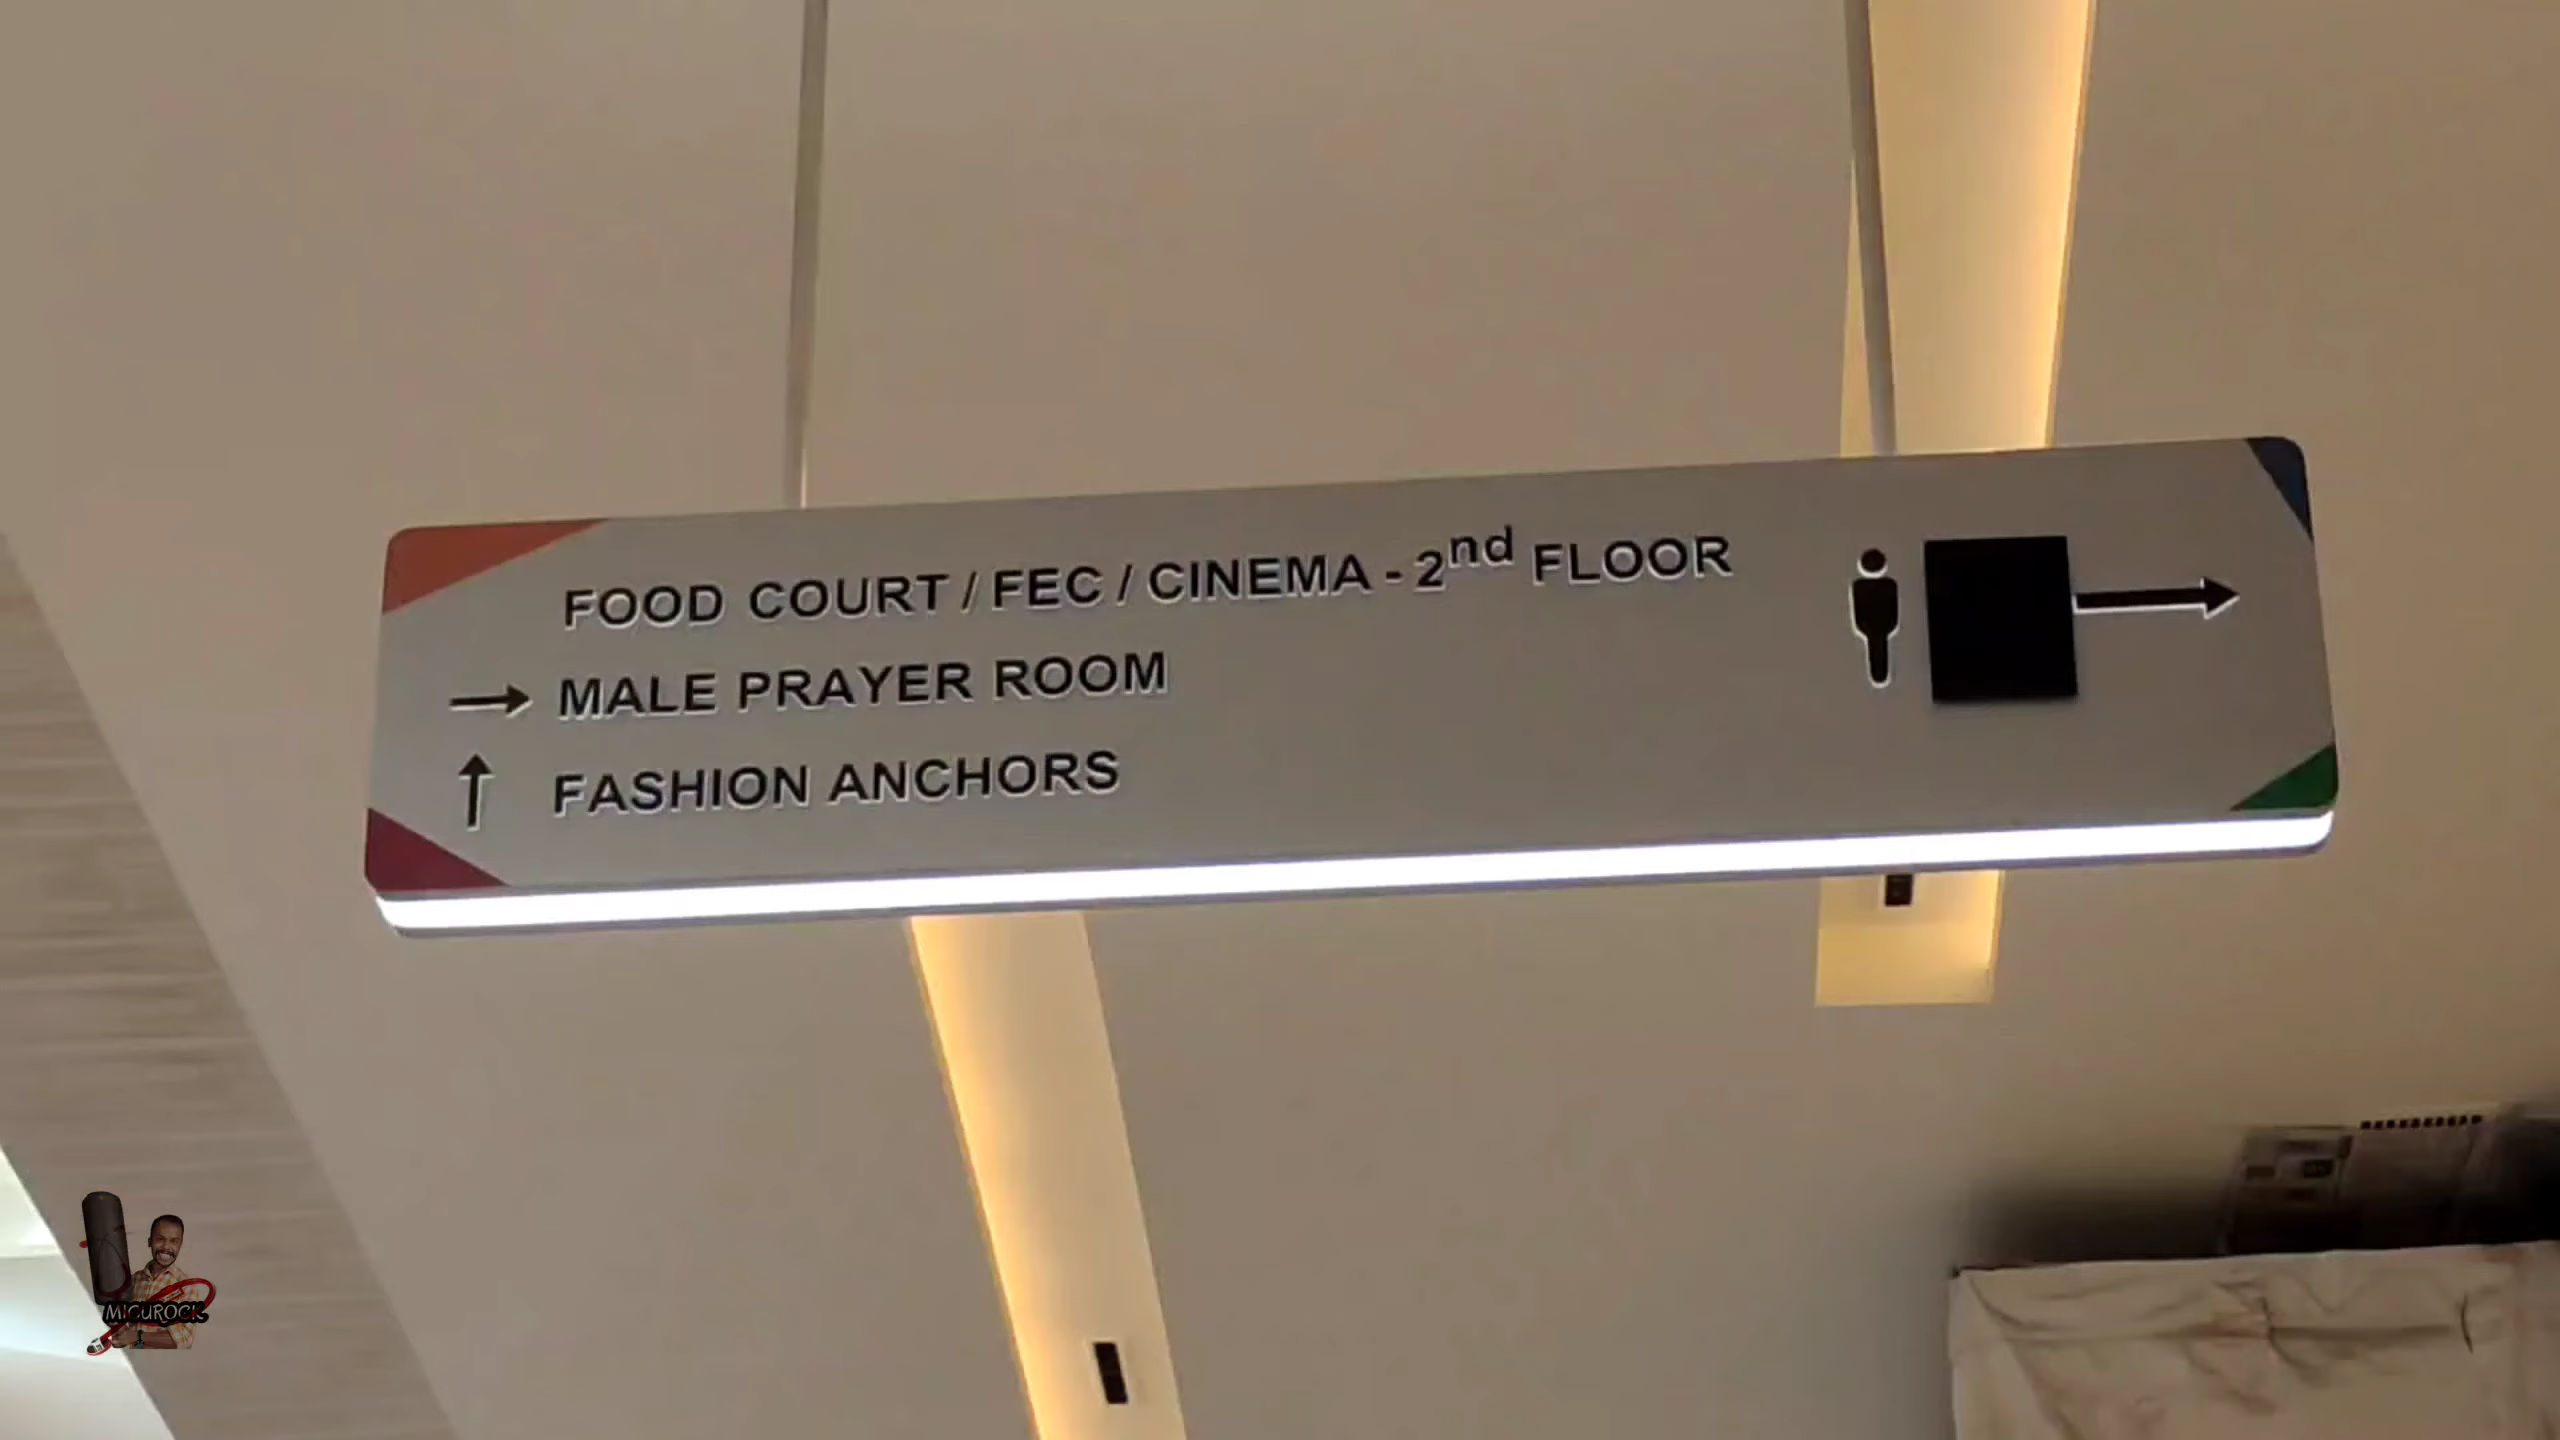 FOOD COURT / FEC / CINEMA - 2nd FLOOR
MALE PRAYER ROOM
FASHION ANCHORS
MICUROCK